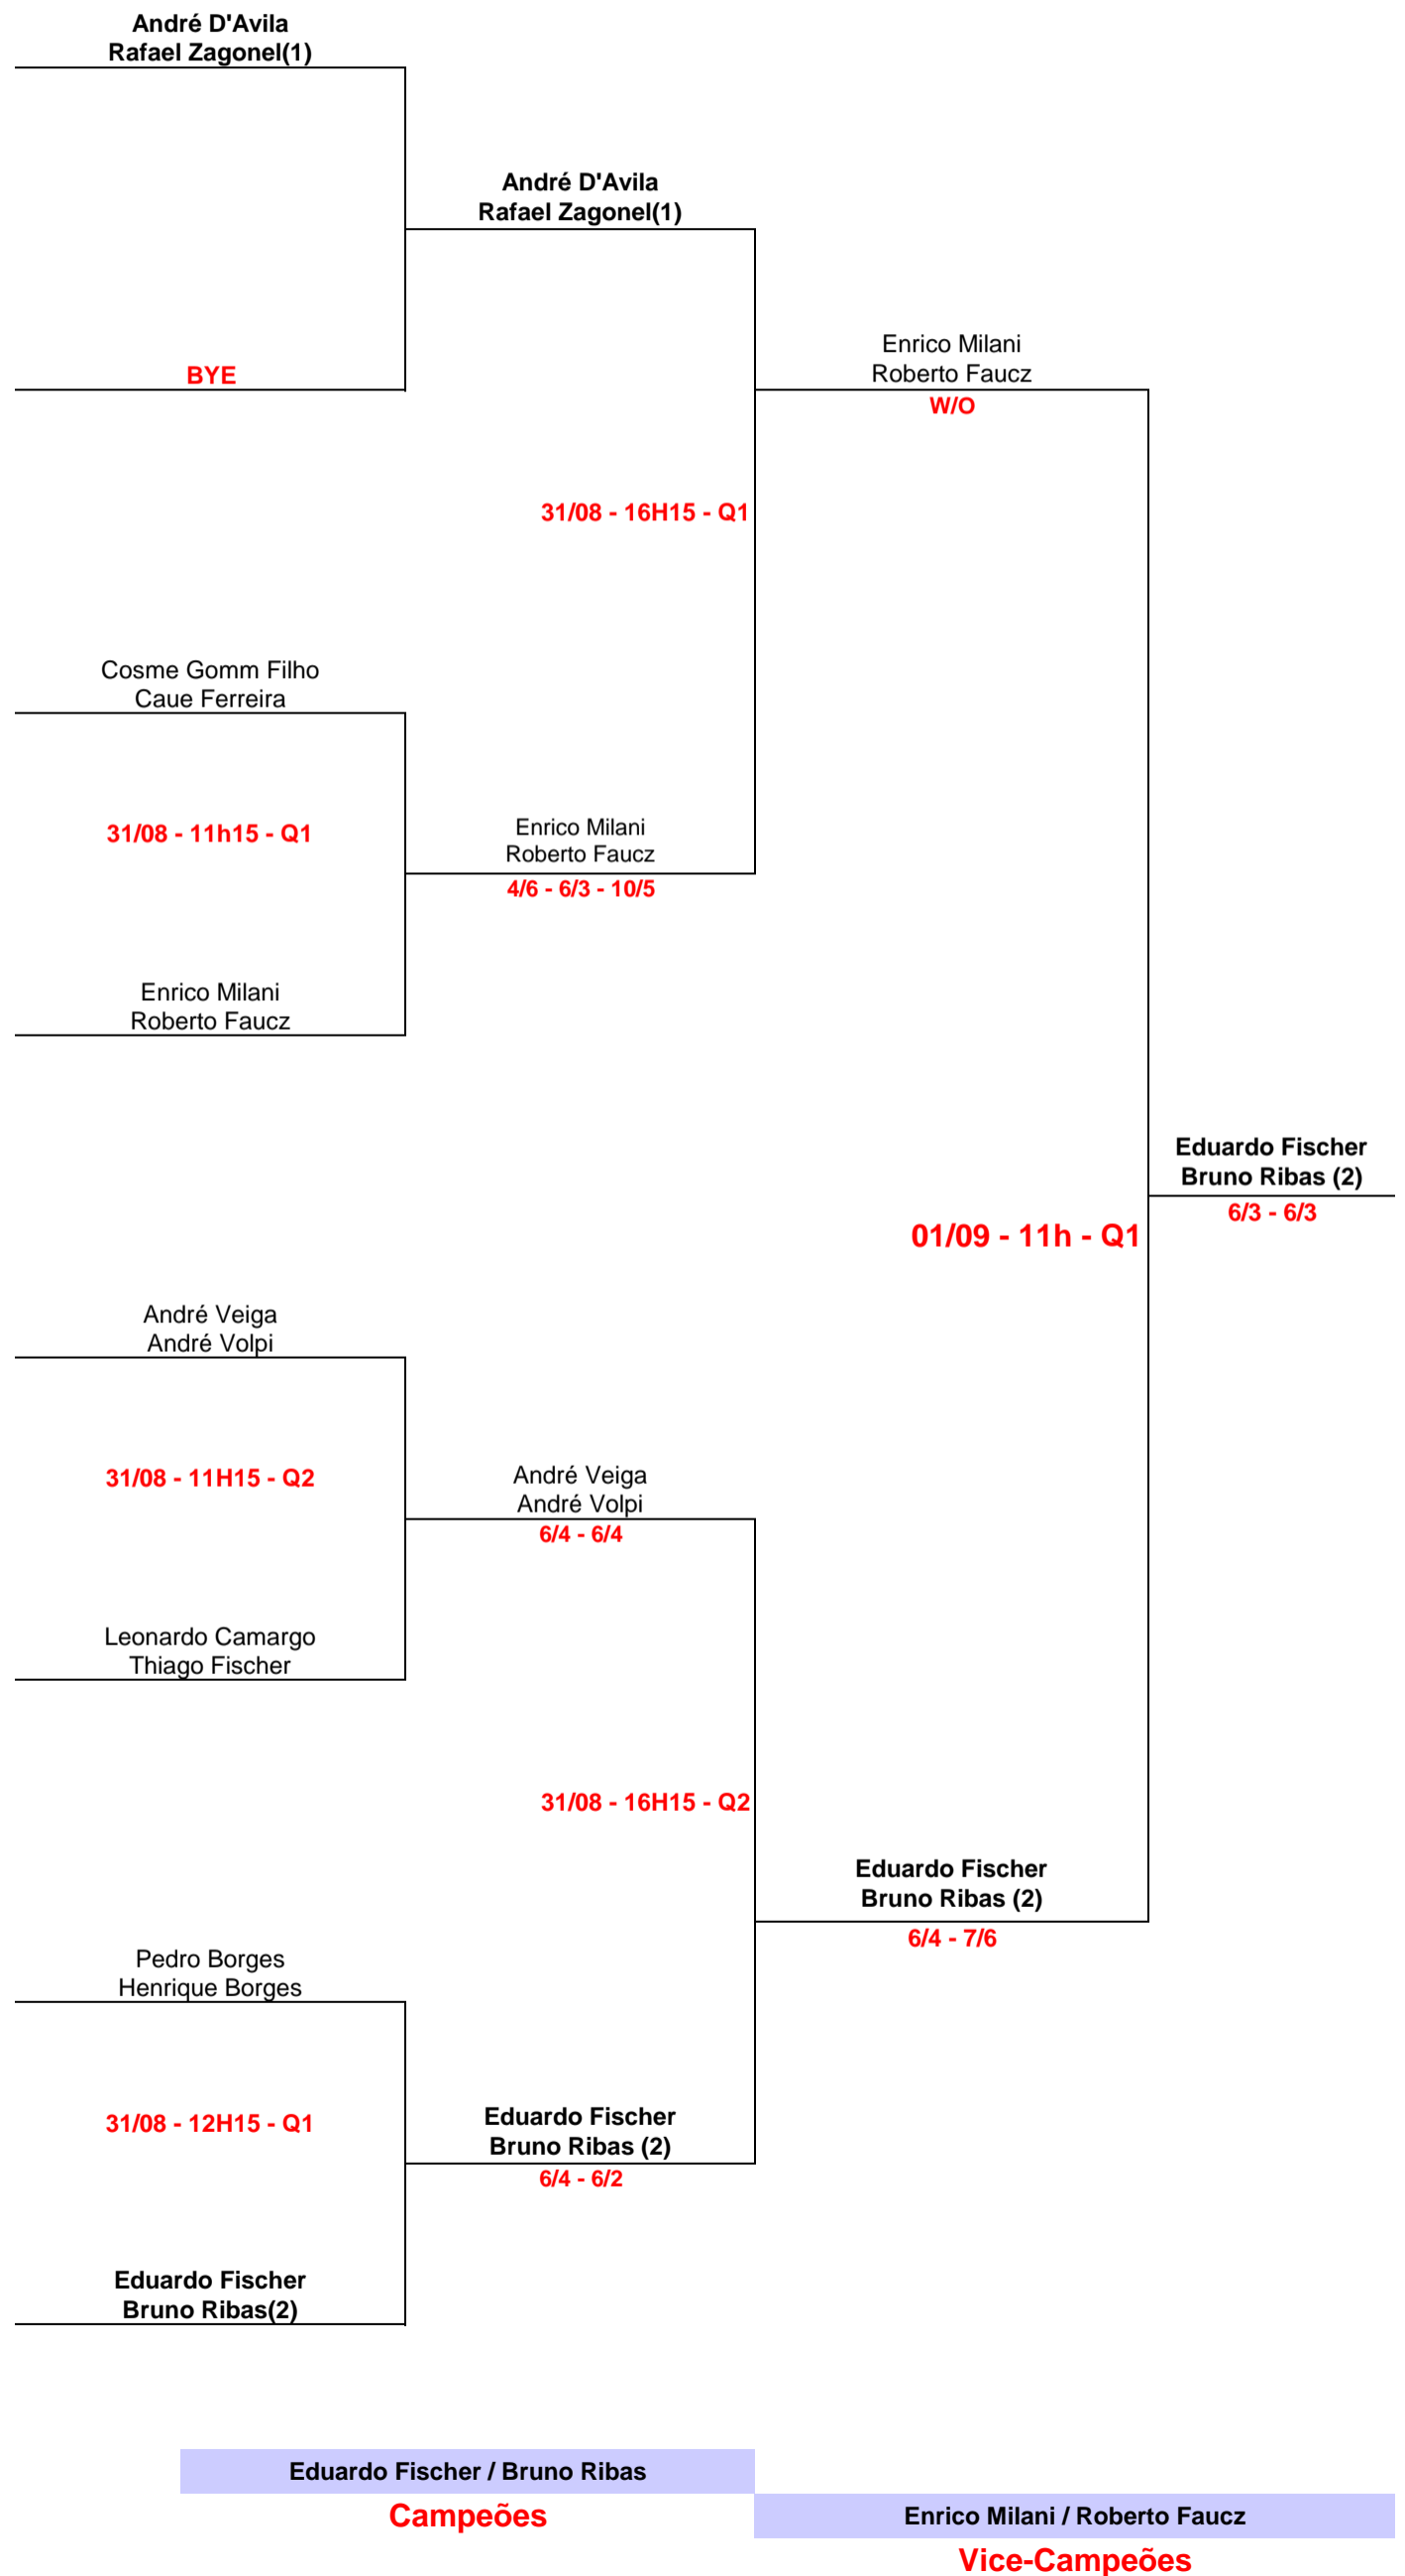 André D'Avila
Rafael Zagonel(1)
André D'Avila
Rafael Zagonel(1)
Enrico Milani
Roberto Faucz
BYE
W/O
31/08 - 16H15 - Q1
Cosme Gomm Filho
Caue Ferreira
31/08 - 11h15 - Q1
Enrico Milani
Roberto Faucz
4/6 - 6/3 - 10/5
Enrico Milani
Roberto Faucz
Eduardo Fischer
Bruno Ribas (2)
6/3 - 6/3
01/09 - 11h - Q1
André Veiga
André Volpi
31/08 - 11H15 - Q2
André Veiga
André Volpi
6/4 - 6/4
Leonardo Camargo
Thiago Fischer
31/08 - 16H15 - Q2
Eduardo Fischer
Bruno Ribas (2)
6/4 - 7/6
Pedro Borges
Henrique Borges
31/08 - 12H15 - Q1
Eduardo Fischer
Bruno Ribas (2)
6/4 - 6/2
Eduardo Fischer
Bruno Ribas(2)
Eduardo Fischer / Bruno Ribas
Campeões
Enrico Milani / Roberto Faucz
Vice-Campeões